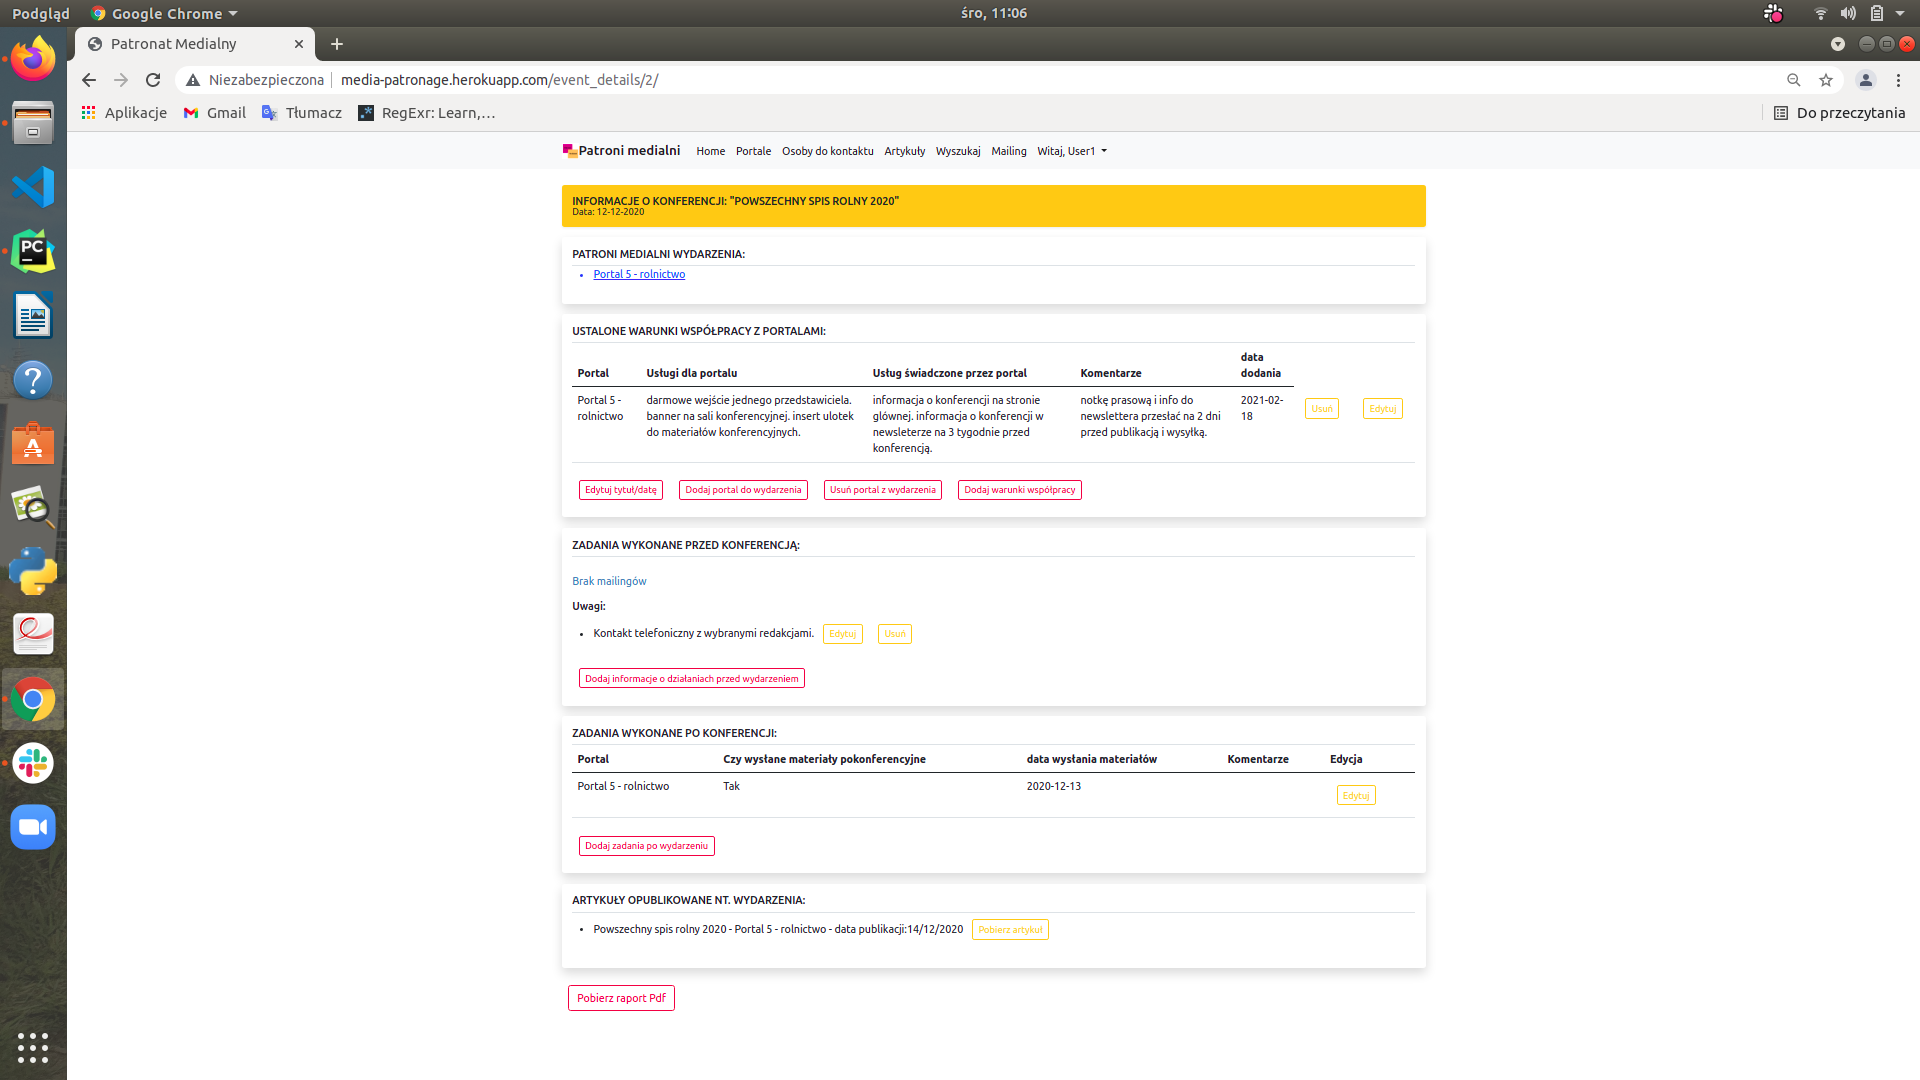 Podgląd
Google Chrome
śro, 11:06
Patronat Medialny
Niezabezpieczona
media-patronage.herokuapp.com/event_details/2/
Aplikacje
Gmail
Tłumacz
RegExr: Learn,…
Do przeczytania
Patroni medialni
Home
Portale
Osoby do kontaktu
Artykuły
Wyszukaj
Mailing
Witaj, User1
INFORMACJE O KONFERENCJI: "POWSZECHNY SPIS ROLNY 2020"
Data: 12-12-2020
PATRONI MEDIALNI WYDARZENIA:
• Portal 5 - rolnictwo
USTALONE WARUNKI WSPÓŁPRACY Z PORTALAMI:
Portal
Usługi dla portalu
Usług świadczone przez portal
Komentarze
data
dodania
Portal 5 -
rolnictwo
darmowe wejście jednego przedstawiciela.
banner na sali konferencyjnej. insert ulotek
do materiałów konferencyjnych.
informacja o konferencji na stronie
głównej. informacja o konferencji w
newsleterze na 3 tygodnie przed
konferencją.
notkę prasową i info do
newslettera przesłać na 2 dni
przed publikacją i wysyłką.
2021-02-
18
Usuń
Edytuj
Edytuj tytuł/datę
Dodaj portal do wydarzenia
Usuń portal z wydarzenia
Dodaj warunki współpracy
ZADANIA WYKONANE PRZED KONFERENCJĄ:
Brak mailingów
Uwagi:
• Kontakt telefoniczny z wybranymi redakcjami.
Edytuj
Usuń
Dodaj informacje o działaniach przed wydarzeniem
ZADANIA WYKONANE PO KONFERENCJI:
Portal
Czy wysłane materiały pokonferencyjne
data wysłania materiałów
Komentarze
Edycja
Portal 5 - rolnictwo
Tak
2020-12-13
Edytuj
Dodaj zadania po wydarzeniu
ARTYKUŁY OPUBLIKOWANE NT. WYDARZENIA:
• Powszechny spis rolny 2020 - Portal 5 - rolnictwo - data publikacji:14/12/2020
Pobierz artykuł
Pobierz raport Pdf